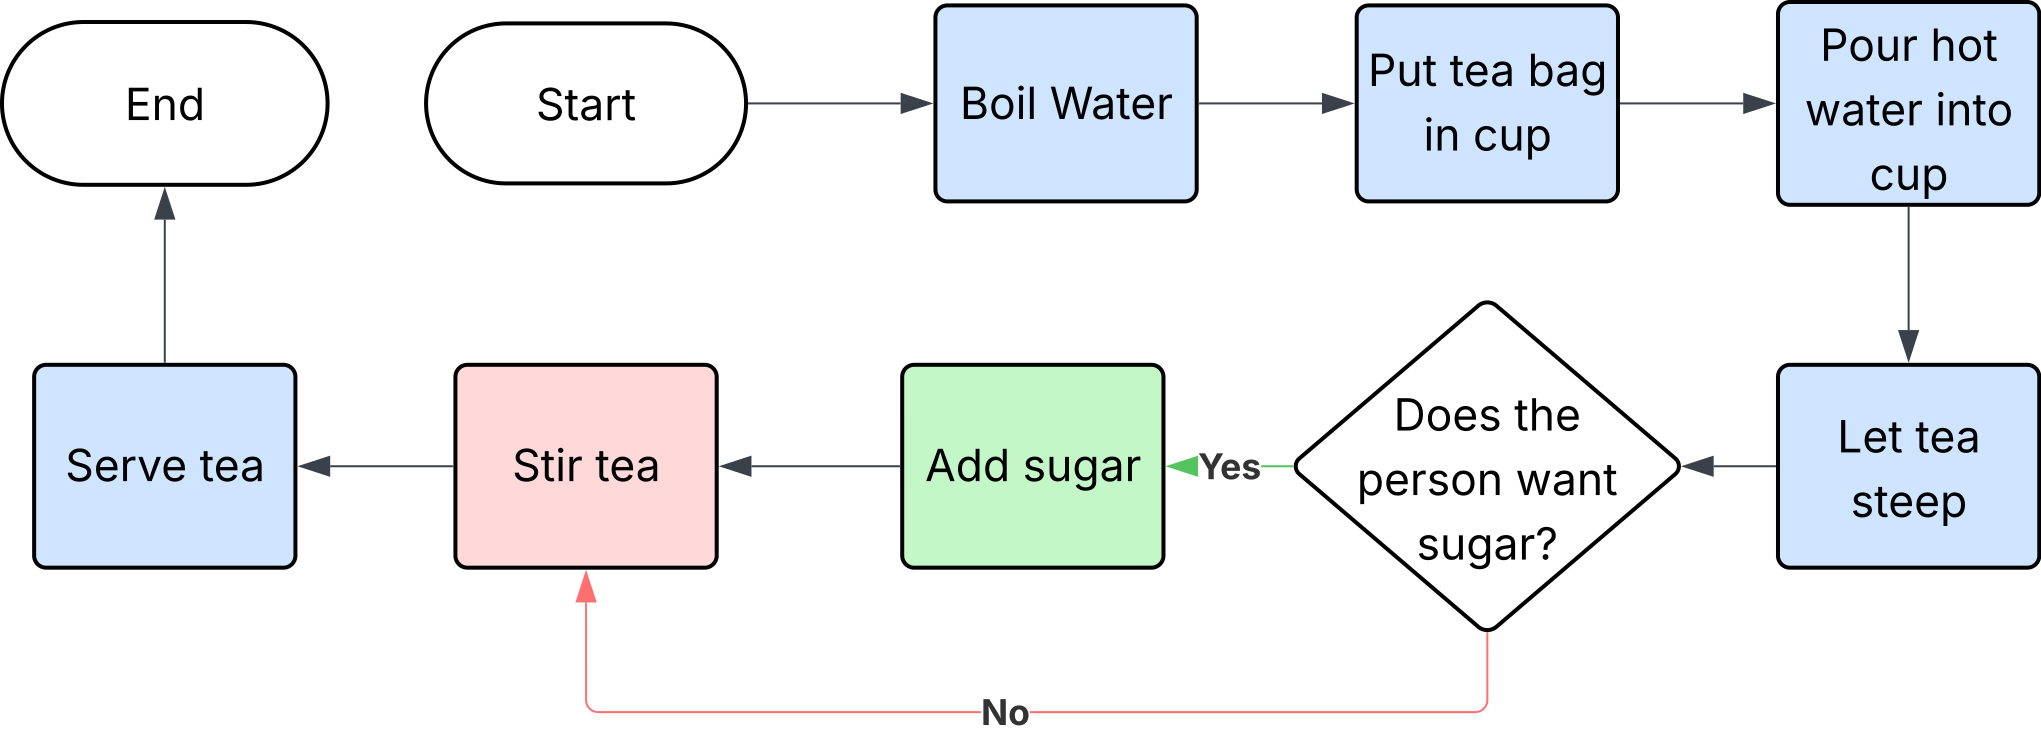 End
Start
Boil Water
Put tea bag
in cup
Pour hot
water into
cup
Let tea
steep
Does the
person want
sugar?
Yes
Add sugar
Stir tea
Serve tea
No